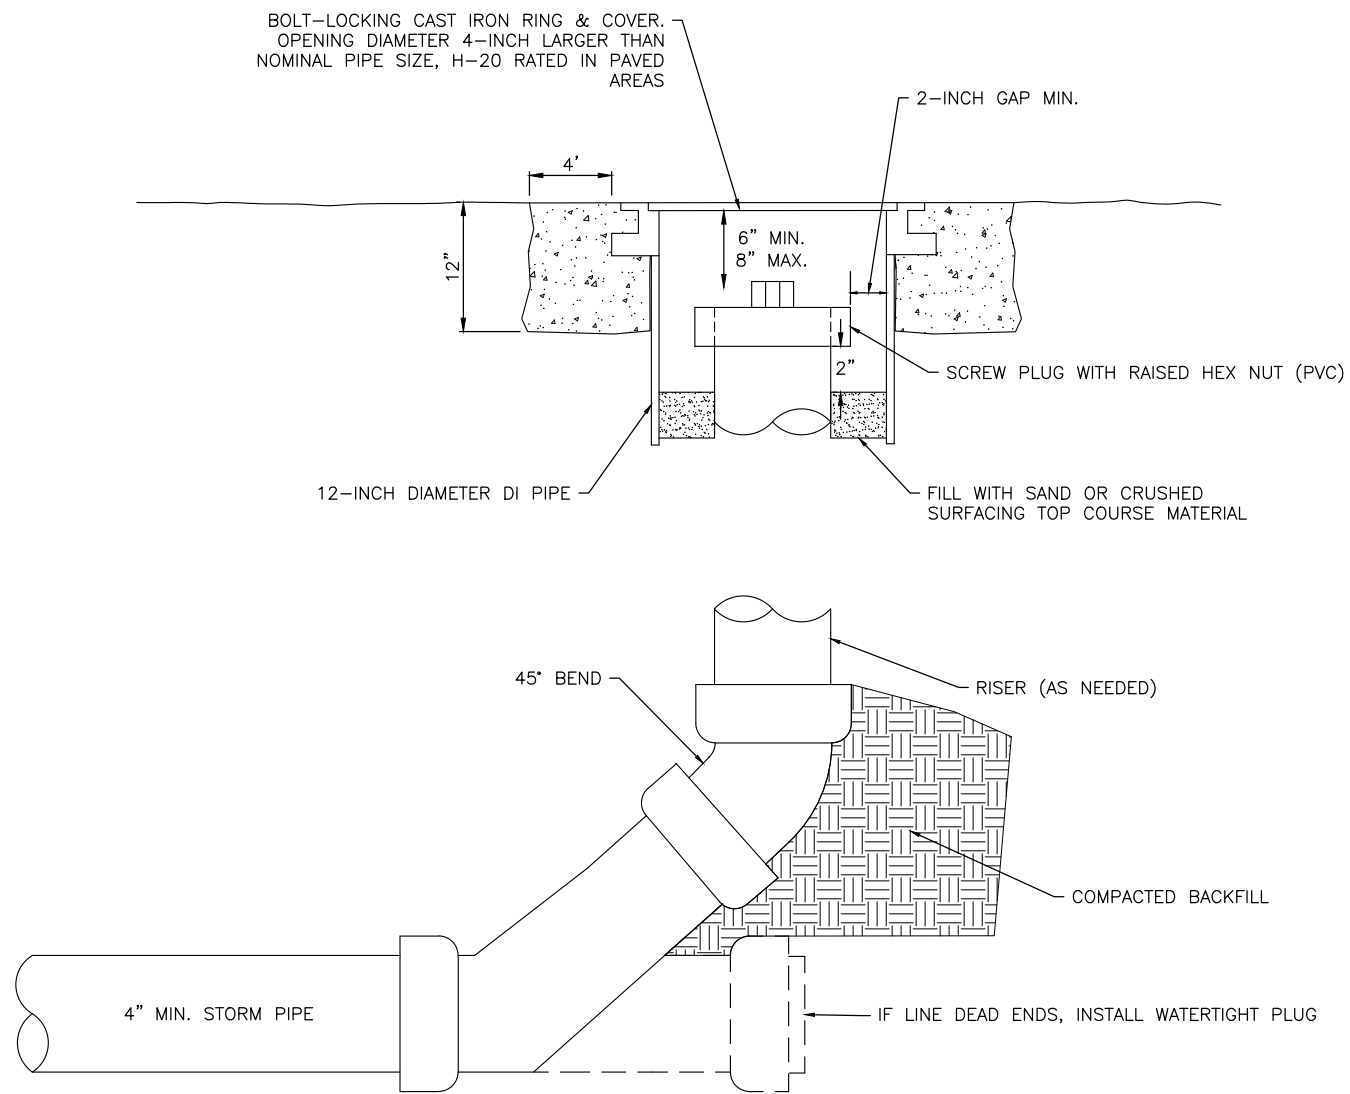 BOLT-LOCKING CAST IRON RING & COVER.
OPENING DIAMETER 4-INCH LARGER THAN
NOMINAL PIPE SIZE, H-20 RATED IN PAVED
AREAS
2-INCH GAP MIN.
4'
12"
6" MIN.
8" MAX.
2"
SCREW PLUG WITH RAISED HEX NUT (PVC)
12-INCH DIAMETER DI PIPE
FILL WITH SAND OR CRUSHED
SURFACING TOP COURSE MATERIAL
45° BEND
RISER (AS NEEDED)
COMPACTED BACKFILL
4" MIN. STORM PIPE
IF LINE DEAD ENDS, INSTALL WATERTIGHT PLUG